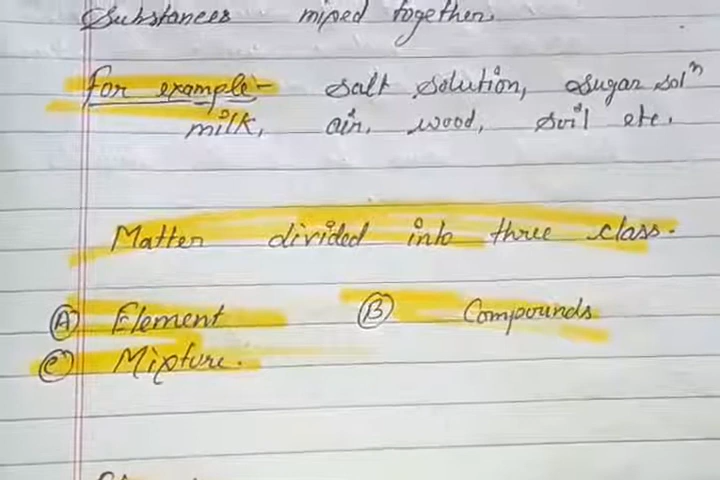 Substances mixed together.
For example:- salt solution, sugar solⁿ
milk, air, wood, soil etc.
Matter divided into three class.
(A) Element (B) Compounds
(C) Mixture.